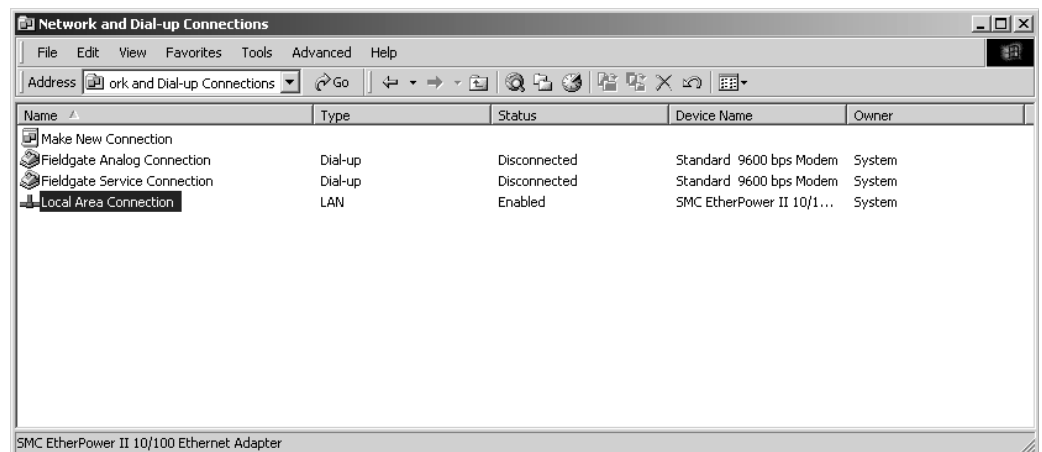 Network and Dial-up Connections
File Edit View Favorites Tools Advanced Help
Address ork and Dial-up Connections Go
Name Type Status Device Name Owner
Make New Connection
Fieldgate Analog Connection Dial-up Disconnected Standard 9600 bps Modem System
Fieldgate Service Connection Dial-up Disconnected Standard 9600 bps Modem System
Local Area Connection LAN Enabled SMC EtherPower II 10/1... System
SMC EtherPower II 10/100 Ethernet Adapter